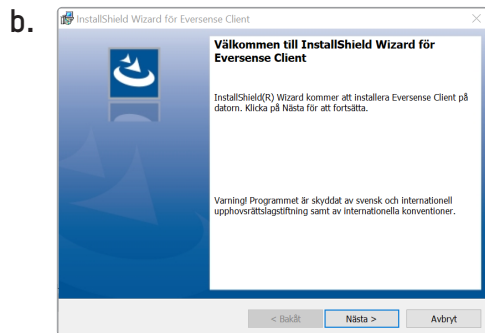 b.
InstallShield Wizard för Eversense Client
Välkommen till InstallShield Wizard för
Eversense Client
InstallShield(R) Wizard kommer att installera Eversense Client på
datorn. Klicka på Nästa för att fortsätta.
Varning! Programmet är skyddat av svensk och internationell
upphovsrättslagstiftning samt av internationella konventioner.
< Bakåt Nästa > Avbryt